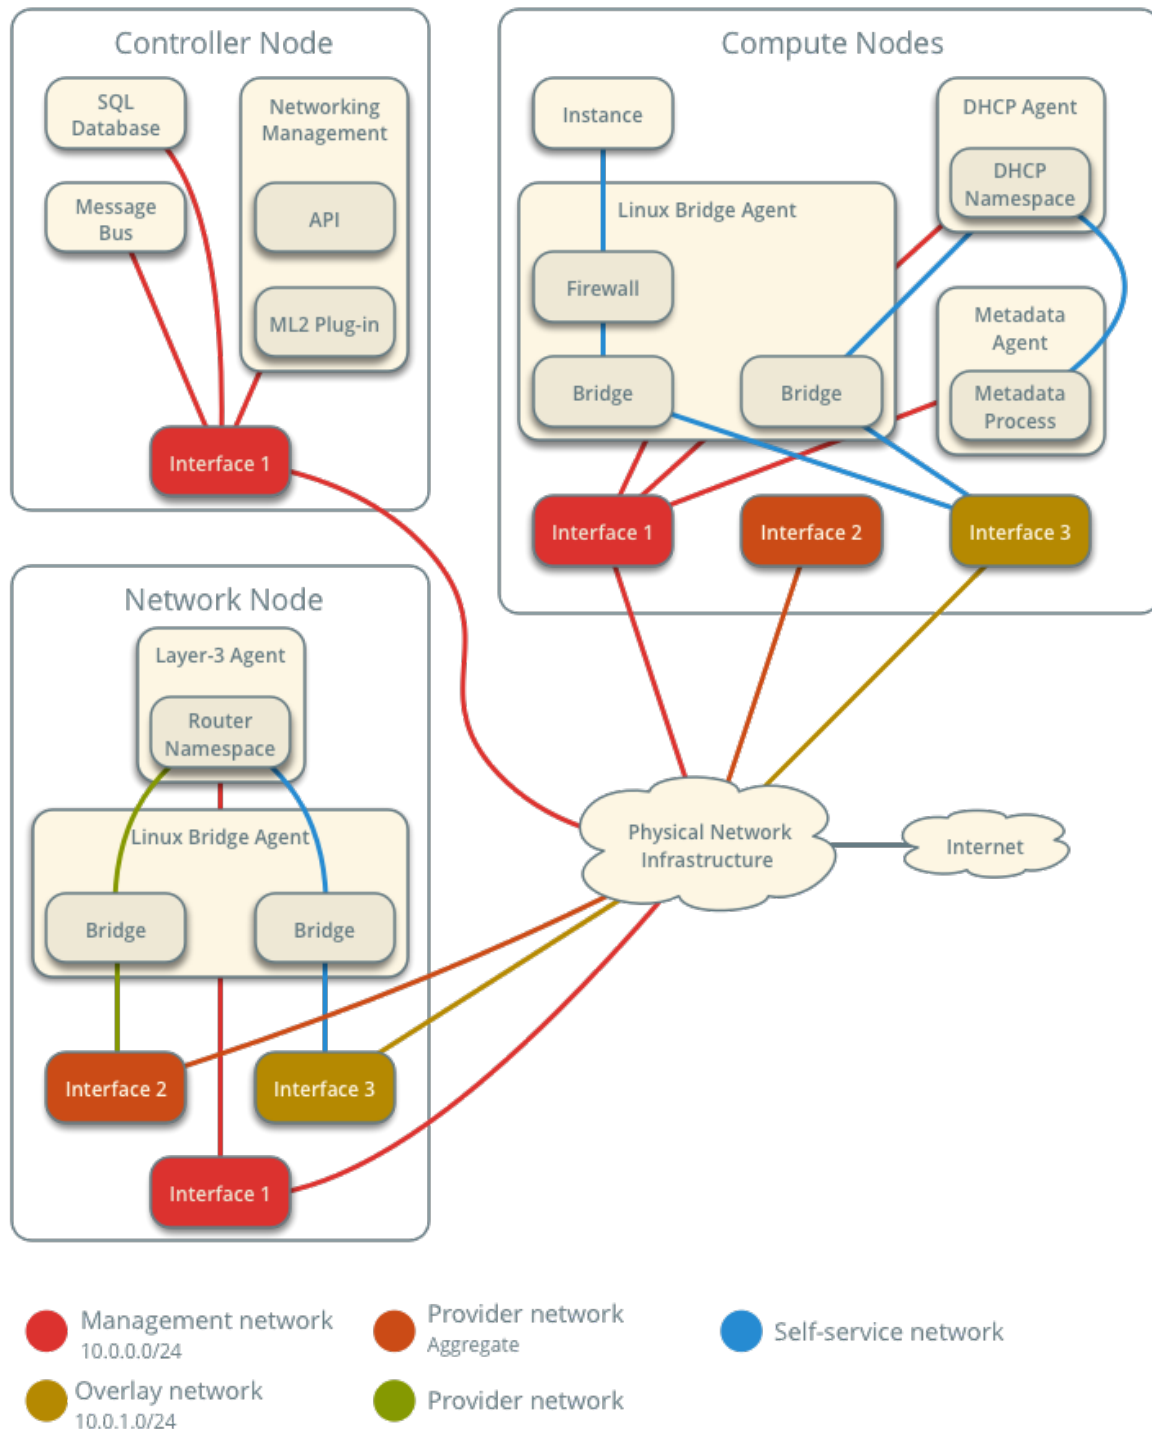 Controller Node
SQL
Database
Networking
Management
Message
Bus
API
ML2 Plug-in
Interface 1
Compute Nodes
Instance
DHCP Agent
DHCP
Namespace
Linux Bridge Agent
Firewall
Metadata
Agent
Bridge
Bridge
Metadata
Process
Interface 1
Interface 2
Interface 3
Network Node
Layer-3 Agent
Router
Namespace
Linux Bridge Agent
Bridge
Bridge
Interface 2
Interface 3
Interface 1
Physical Network
Infrastructure
Internet
Management network
10.0.0.0/24
Provider network
Aggregate
Self-service network
Overlay network
10.0.1.0/24
Provider network